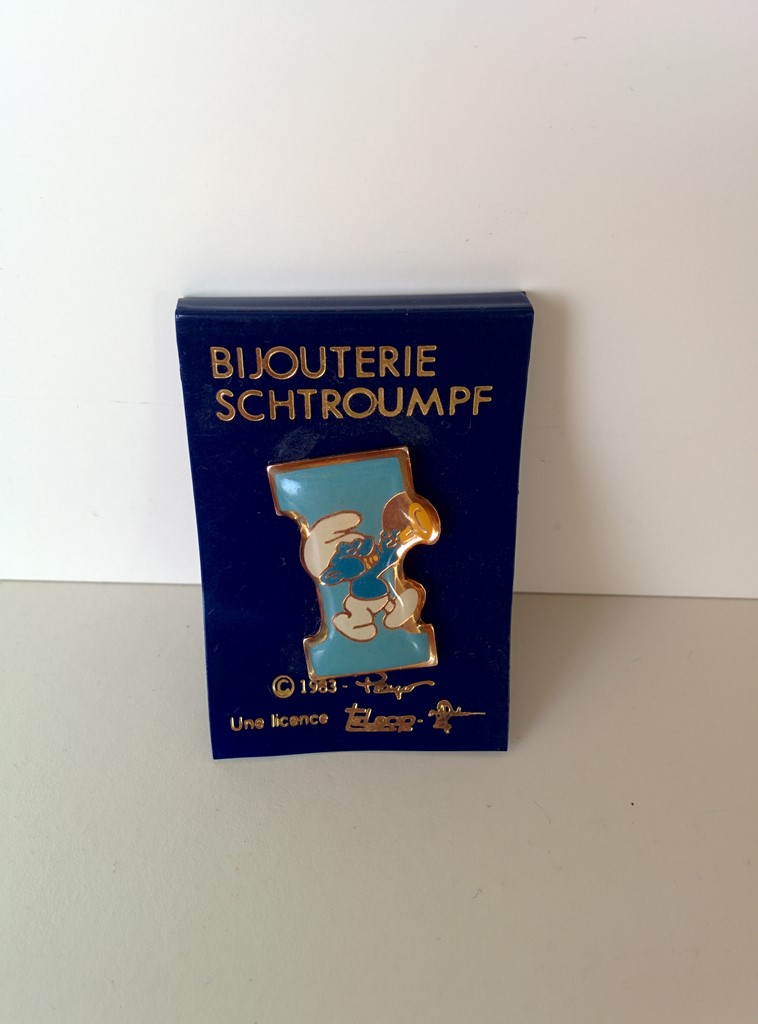 BIJOUTERIE
SCHTROUMPF
I
© 1983 - Peyo
Une licence